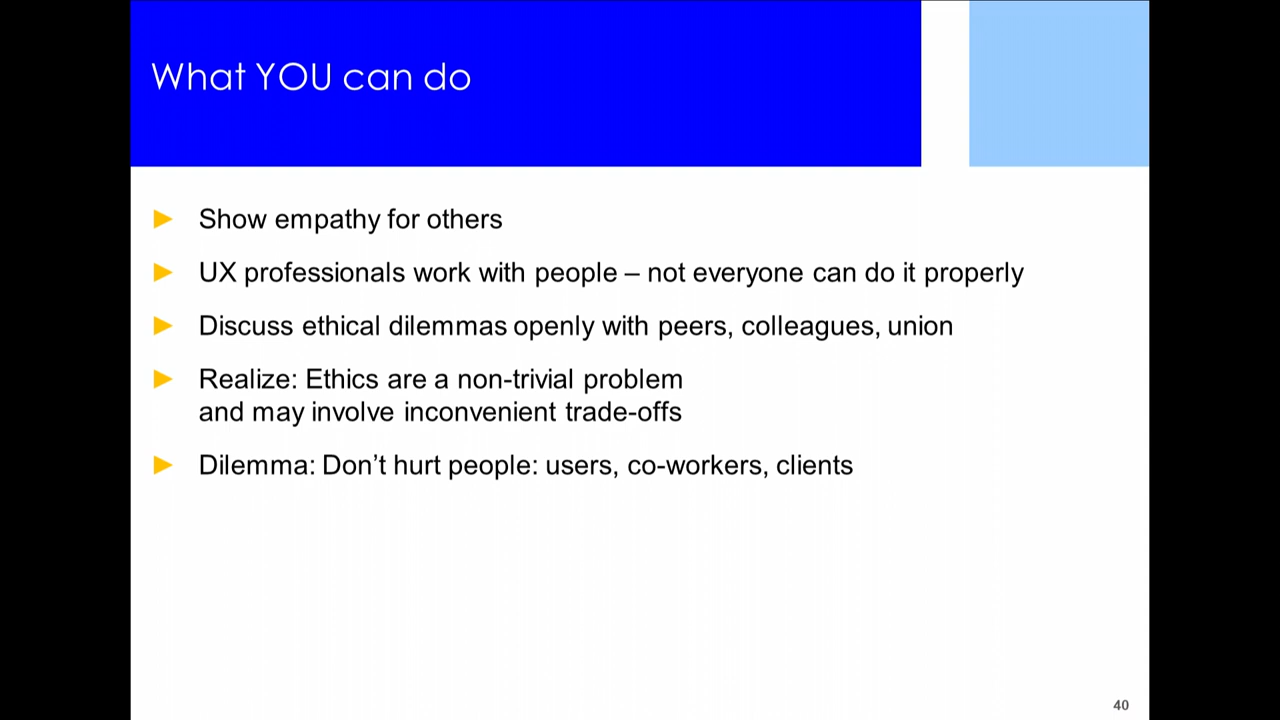 What YOU can do
Show empathy for others
UX professionals work with people – not everyone can do it properly
Discuss ethical dilemmas openly with peers, colleagues, union
Realize: Ethics are a non-trivial problem
and may involve inconvenient trade-offs
Dilemma: Don’t hurt people: users, co-workers, clients
40